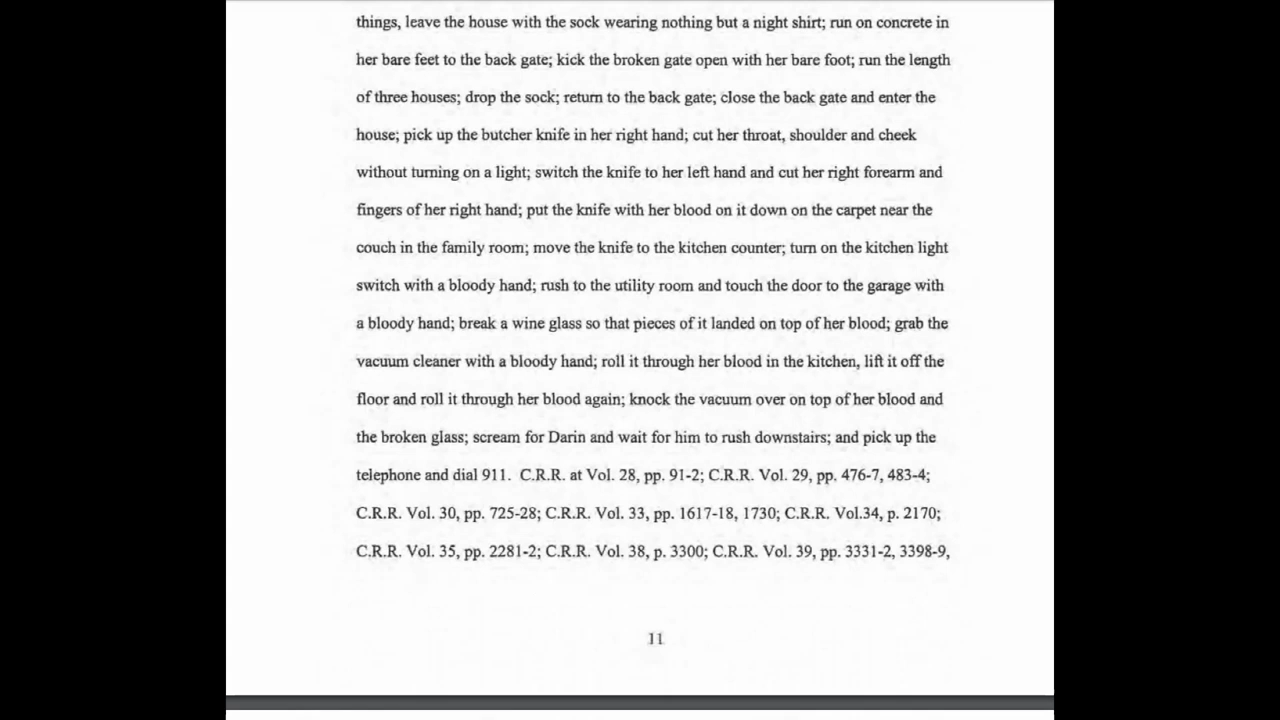 things, leave the house with the sock wearing nothing but a night shirt; run on concrete in
her bare feet to the back gate; kick the broken gate open with her bare foot; run the length
of three houses; drop the sock; return to the back gate; close the back gate and enter the
house; pick up the butcher knife in her right hand; cut her throat, shoulder and cheek
without turning on a light; switch the knife to her left hand and cut her right forearm and
fingers of her right hand; put the knife with her blood on it down on the carpet near the
couch in the family room; move the knife to the kitchen counter; turn on the kitchen light
switch with a bloody hand; rush to the utility room and touch the door to the garage with
a bloody hand; break a wine glass so that pieces of it landed on top of her blood; grab the
vacuum cleaner with a bloody hand; roll it through her blood in the kitchen, lift it off the
floor and roll it through her blood again; knock the vacuum over on top of her blood and
the broken glass; scream for Darin and wait for him to rush downstairs; and pick up the
telephone and dial 911. C.R.R. at Vol. 28, pp. 91-2; C.R.R. Vol. 29, pp. 476-7, 483-4;
C.R.R. Vol. 30, pp. 725-28; C.R.R. Vol. 33, pp. 1617-18, 1730; C.R.R. Vol.34, p. 2170;
C.R.R. Vol. 35, pp. 2281-2; C.R.R. Vol. 38, p. 3300; C.R.R. Vol. 39, pp. 3331-2, 3398-9,
11